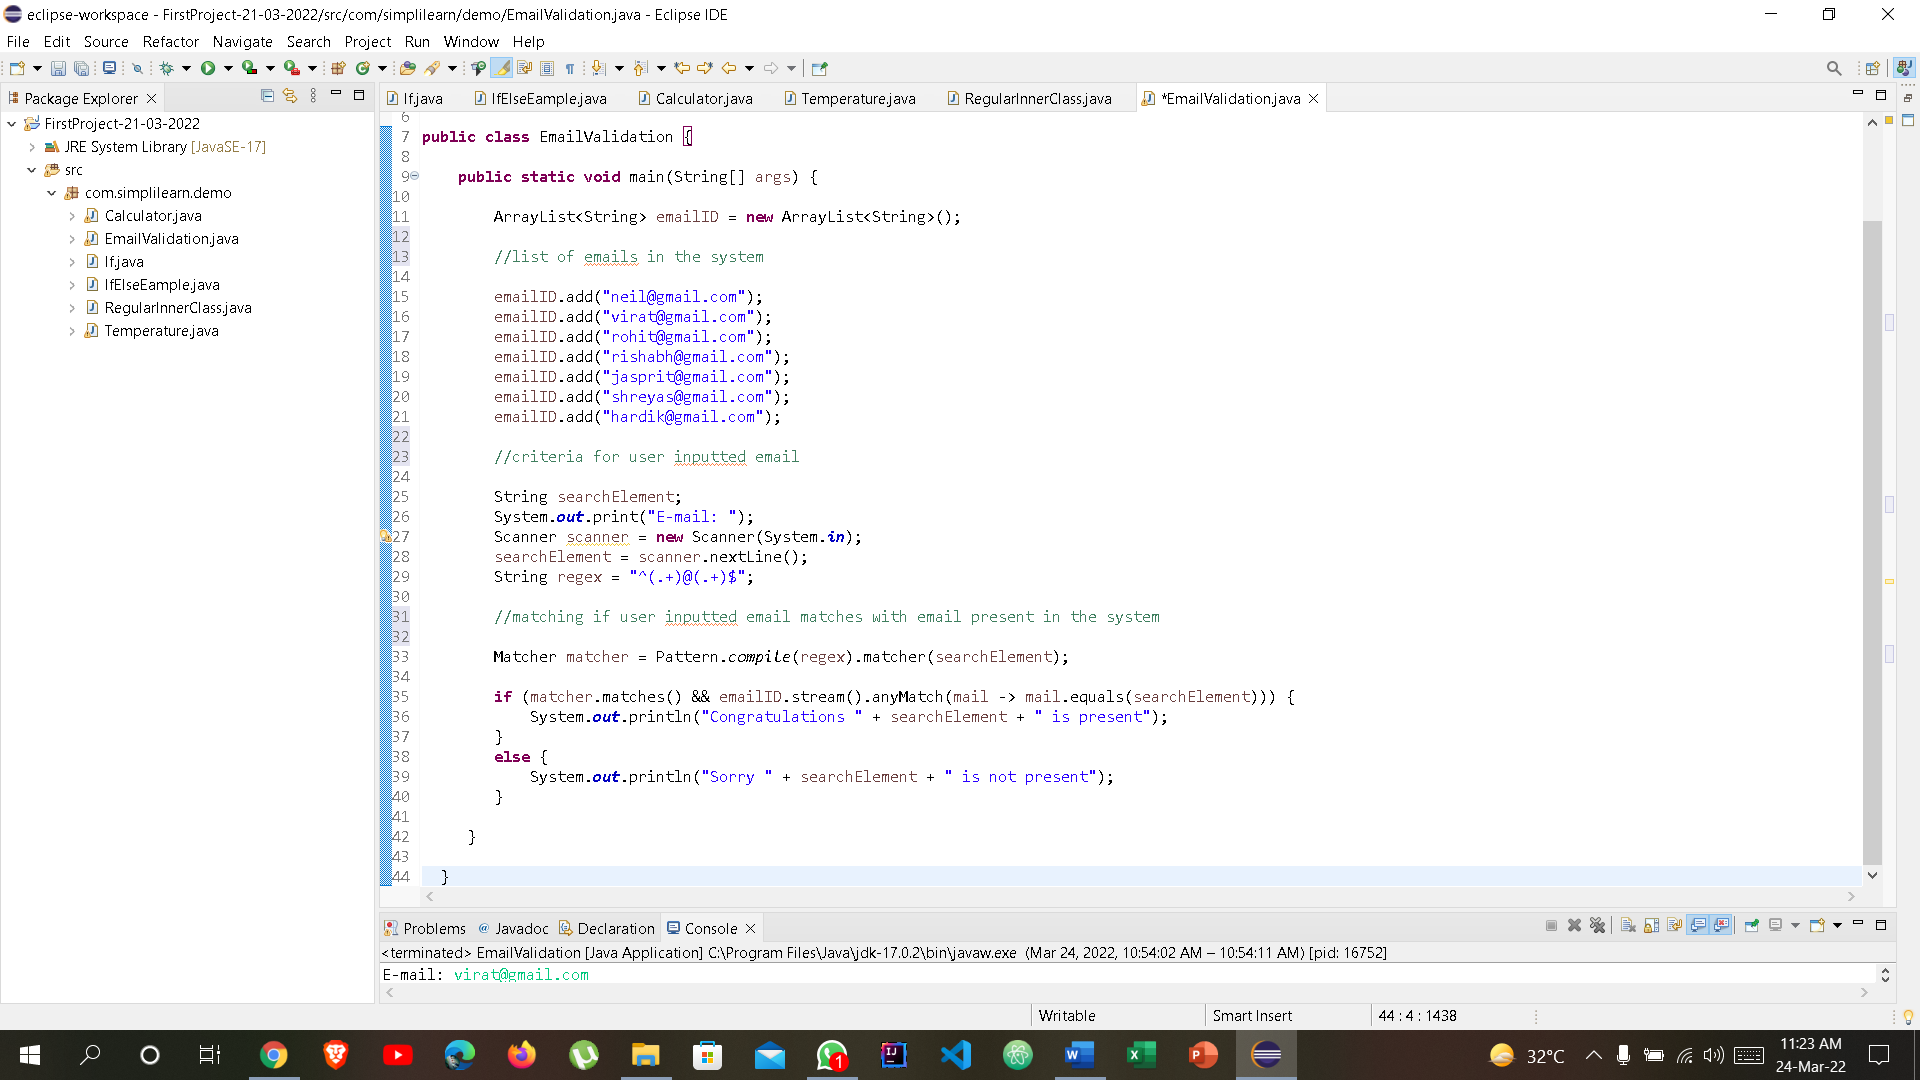 eclipse-workspace - FirstProject-21-03-2022/src/com/simplilearn/demo/EmailValidation.java - Eclipse IDE
File Edit Source Refactor Navigate Search Project Run Window Help
Package Explorer
If.java IfElseEample.java Calculator.java Temperature.java RegularInnerClass.java *EmailValidation.java
FirstProject-21-03-2022
JRE System Library [JavaSE-17]
src
com.simplilearn.demo
Calculator.java
EmailValidation.java
If.java
IfElseEample.java
RegularInnerClass.java
Temperature.java
6
7 public class EmailValidation {
8
9 public static void main(String[] args) {
10
11 ArrayList<String> emailID = new ArrayList<String>();
12
13 //list of emails in the system
14
15 emailID.add("neil@gmail.com");
16 emailID.add("virat@gmail.com");
17 emailID.add("rohit@gmail.com");
18 emailID.add("rishabh@gmail.com");
19 emailID.add("jasprit@gmail.com");
20 emailID.add("shreyas@gmail.com");
21 emailID.add("hardik@gmail.com");
22
23 //criteria for user inputted email
24
25 String searchElement;
26 System.out.print("E-mail: ");
27 Scanner scanner = new Scanner(System.in);
28 searchElement = scanner.nextLine();
29 String regex = "^(.+)@(.+)$";
30
31 //matching if user inputted email matches with email present in the system
32
33 Matcher matcher = Pattern.compile(regex).matcher(searchElement);
34
35 if (matcher.matches() && emailID.stream().anyMatch(mail -> mail.equals(searchElement))) {
36 System.out.println("Congratulations " + searchElement + " is present");
37 }
38 else {
39 System.out.println("Sorry " + searchElement + " is not present");
40 }
41
42 }
43
44 }
Problems @ Javadoc Declaration Console
<terminated> EmailValidation [Java Application] C:\Program Files\Java\jdk-17.0.2\bin\javaw.exe (Mar 24, 2022, 10:54:02 AM – 10:54:11 AM) [pid: 16752]
E-mail: virat@gmail.com
Writable Smart Insert 44 : 4 : 1438
32°C 11:23 AM
24-Mar-22